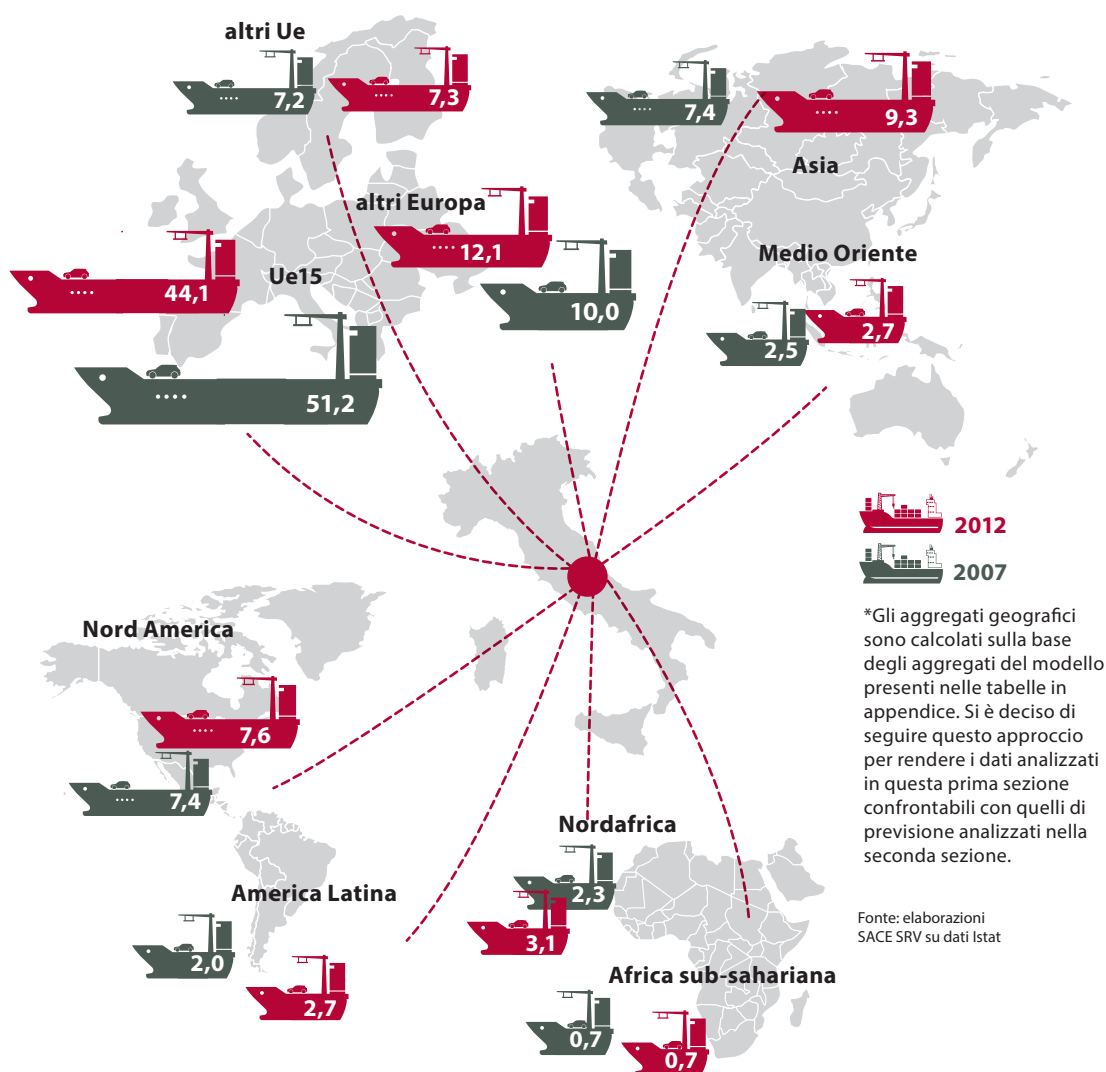 altri Ue
7,2
7,3
7,4
9,3
Asia
altri Europa
12,1
10,0
Medio Oriente
2,5
2,7
44,1
Ue15
51,2
2012
2007
*Gli aggregati geografici
sono calcolati sulla base
degli aggregati del modello
presenti nelle tabelle in
appendice. Si è deciso di
seguire questo approccio
per rendere i dati analizzati
in questa prima sezione
confrontabili con quelli di
previsione analizzati nella
seconda sezione.
Fonte: elaborazioni
SACE SRV su dati Istat
Nord America
7,6
7,4
America Latina
2,0
2,7
Nordafrica
2,3
3,1
Africa sub-sahariana
0,7
0,7